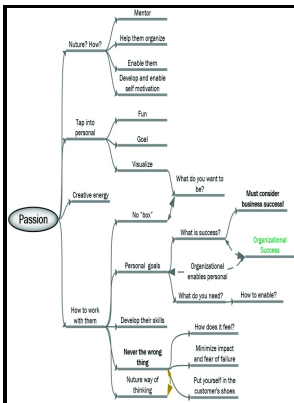 Mentor
Nuture? How?
Help them organize
Enable them
Develop and enable
self motivation
Tap into
personal
Fun
Goal
Visualize
What do you want to
be?
Creative energy
No "box"
Must consider
business success!
Passion
What is success?
Organizational
Success
Personal goals
Organizational
enables personal
What do you need?
How to enable?
How to work
with them
Develop their skills
How does it feel?
Never the wrong
thing
Minimize impact
and fear of failure
Nuture way of
thinking
Put yourself in the
customer's shoes